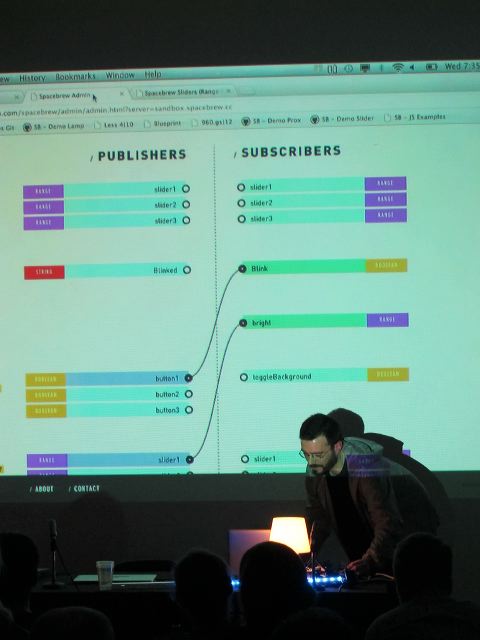 ew History Bookmarks Window Help Wed 7:35
Spacebrew Admin Spacebrew Sliders (Range
.com/spacebrew/admin/admin.html?server=sandbox.spacebrew.cc
Git SB - Demo Lamp Less 4110 Blueprint 960.gs|12 SB - Demo Prox SB - Demo Slider SB - JS Examples
/ PUBLISHERS / SUBSCRIBERS
RANGE slider1 slider1 RANGE
RANGE slider2 slider2 RANGE
RANGE slider3 slider3 RANGE
STRING Blinked Blink BOOLEAN
bright RANGE
BOOLEAN button1 toggleBackground BOOLEAN
BOOLEAN button2
BOOLEAN button3
RANGE slider1 slider1
/ ABOUT / CONTACT